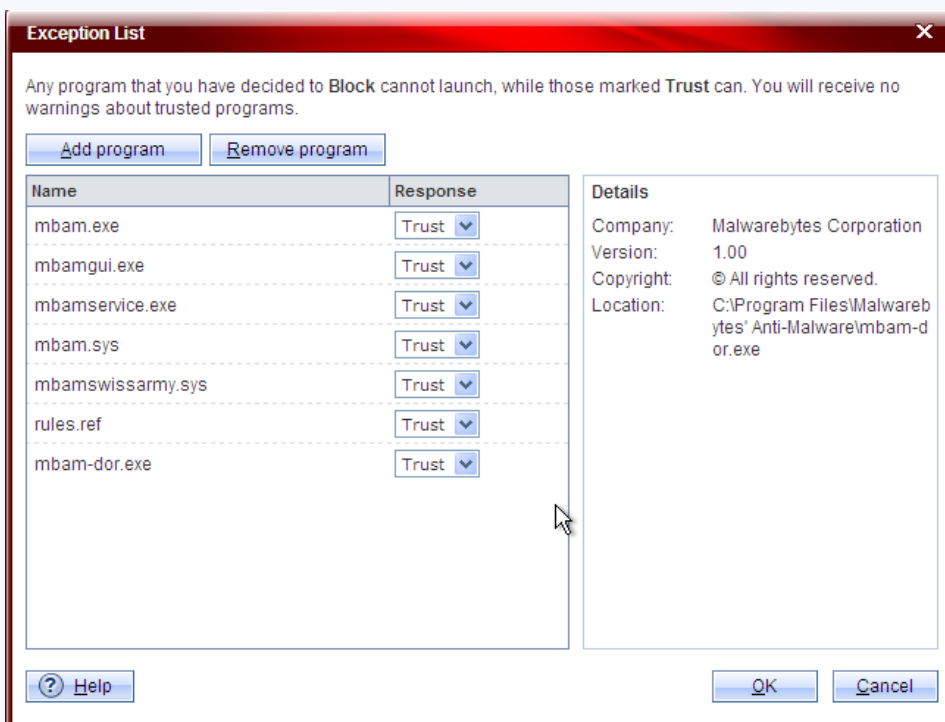 Exception List
Any program that you have decided to Block cannot launch, while those marked Trust can. You will receive no
warnings about trusted programs.
Add program Remove program
Name Response
mbam.exe Trust
mbamgui.exe Trust
mbamservice.exe Trust
mbam.sys Trust
mbamswissarmy.sys Trust
rules.ref Trust
mbam-dor.exe Trust
Details
Company: Malwarebytes Corporation
Version: 1.00
Copyright: © All rights reserved.
Location: C:\Program Files\Malwareb
ytes' Anti-Malware\mbam-d
or.exe
? Help OK Cancel